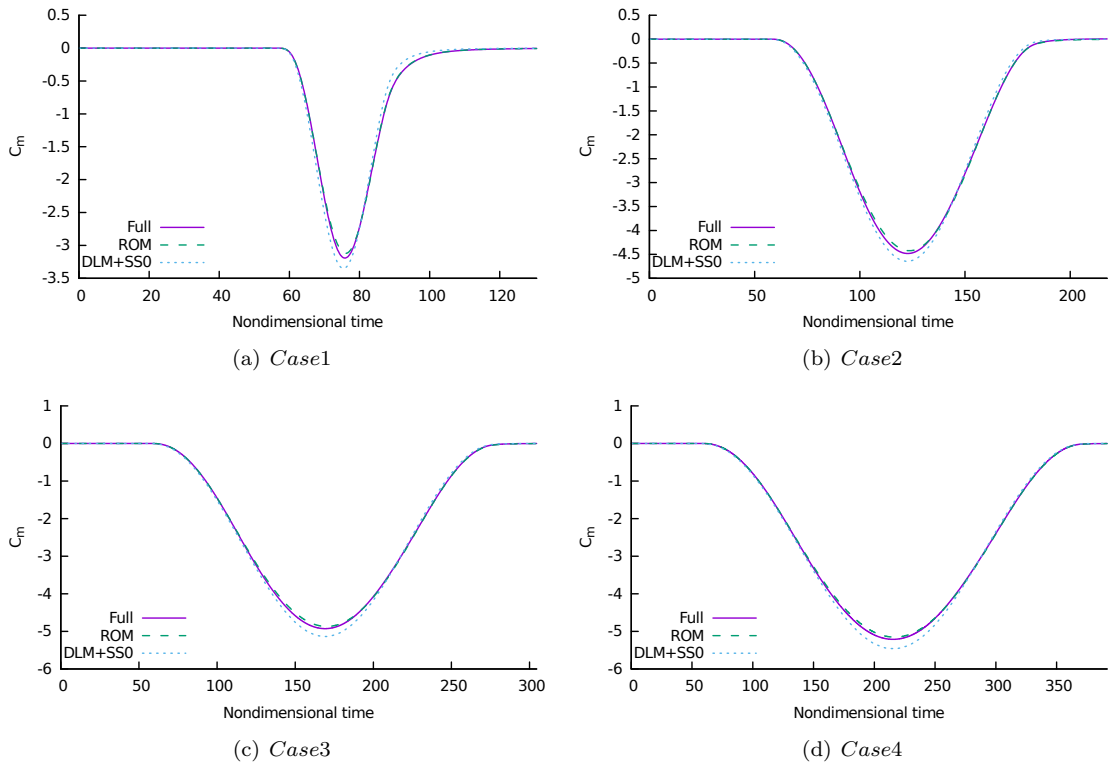 0.5
0
-0.5
-1
-1.5
-2
-2.5
-3
-3.5
C_m
Full
ROM
DLM+SS0
0 20 40 60 80 100 120
Nondimensional time
(a) Case1
0.5
0
-0.5
-1
-1.5
-2
-2.5
-3
-3.5
-4
-4.5
-5
C_m
Full
ROM
DLM+SS0
0 50 100 150 200
Nondimensional time
(b) Case2
1
0
-1
-2
-3
-4
-5
-6
C_m
Full
ROM
DLM+SS0
0 50 100 150 200 250 300
Nondimensional time
(c) Case3
1
0
-1
-2
-3
-4
-5
-6
C_m
Full
ROM
DLM+SS0
0 50 100 150 200 250 300 350
Nondimensional time
(d) Case4